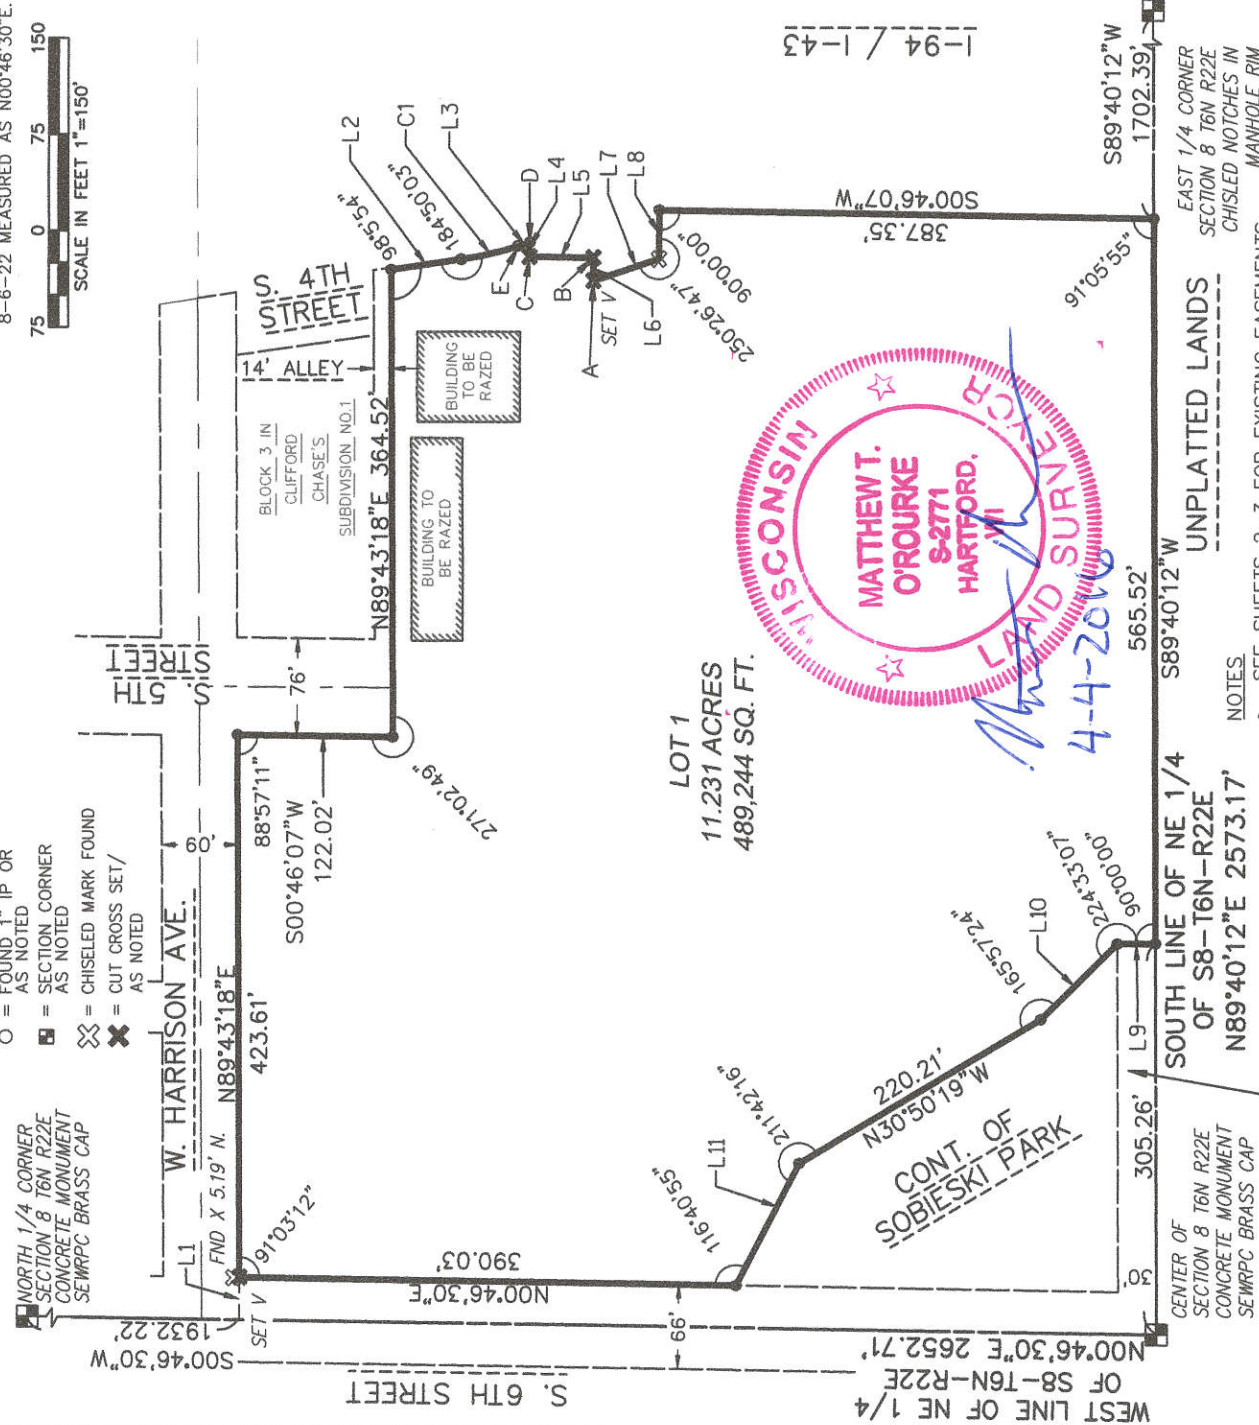 8-6-22 MEASURED AS N00°46'30"E.
75 0 75 150
SCALE IN FEET 1"=150'
○ = FOUND 1" IP OR
AS NOTED
= SECTION CORNER
AS NOTED
= CHISELED MARK FOUND
= CUT CROSS SET/
AS NOTED
NORTH 1/4 CORNER
SECTION 8 T6N R22E
CONCRETE MONUMENT
SEWRPC BRASS CAP
W. HARRISON AVE.
60'
L1
FND X 5.19' N.
SET V
N89°43'18"E
423.61'
91°03'12"
88°57'11"
S00°46'07"W
122.02'
271°02'49"
S. 5TH
STREET
76'
BLOCK 3 IN
CLIFFORD
CHASE'S
SUBDIVISION NO.1
14' ALLEY
S. 4TH
STREET
N89°43'18"E 364.52'
BUILDING TO
BE RAZED
BUILDING
TO BE
RAZED
98°5'54"
184°50'03"
L2
C1
L3
E
D
C
L4
L5
B
A
SET V
L6
L7
L8
250°26'47"
90°00'00"
I-94 / I-43
S00°46'07"W
387.35'
91°05'55"
S89°40'12"W
1702.39'
EAST 1/4 CORNER
SECTION 8 T6N R22E
CHISLED NOTCHES IN
MANHOLE RIM
LOT 1
11.231 ACRES
489,244 SQ. FT.
WISCONSIN
MATTHEW T.
O'ROURKE
S-2771
HARTFORD,
WI
LAND SURVEYOR
4-4-2016
S. 6TH STREET
S00°46'30"W
1932.22'
66'
N00°46'30"E
390.03'
116°40'55"
L11
211°42'16"
220.21'
N30°50'19"W
CONT. OF
SOBIESKI PARK
165°57'24"
L10
224°33'07"
90°00'00"
L9
30'
305.26'
565.52'
S89°40'12"W
UNPLATTED LANDS
SOUTH LINE OF NE 1/4
OF S8-T6N-R22E
N89°40'12"E 2573.17'
WEST LINE OF NE 1/4
OF S8-T6N-R22E
N00°46'30"E 2652.71'
CENTER OF
SECTION 8 T6N R22E
CONCRETE MONUMENT
SEWRPC BRASS CAP
NOTES
SEE SHEETS 2-3 FOR EXISTING EASEMENTS